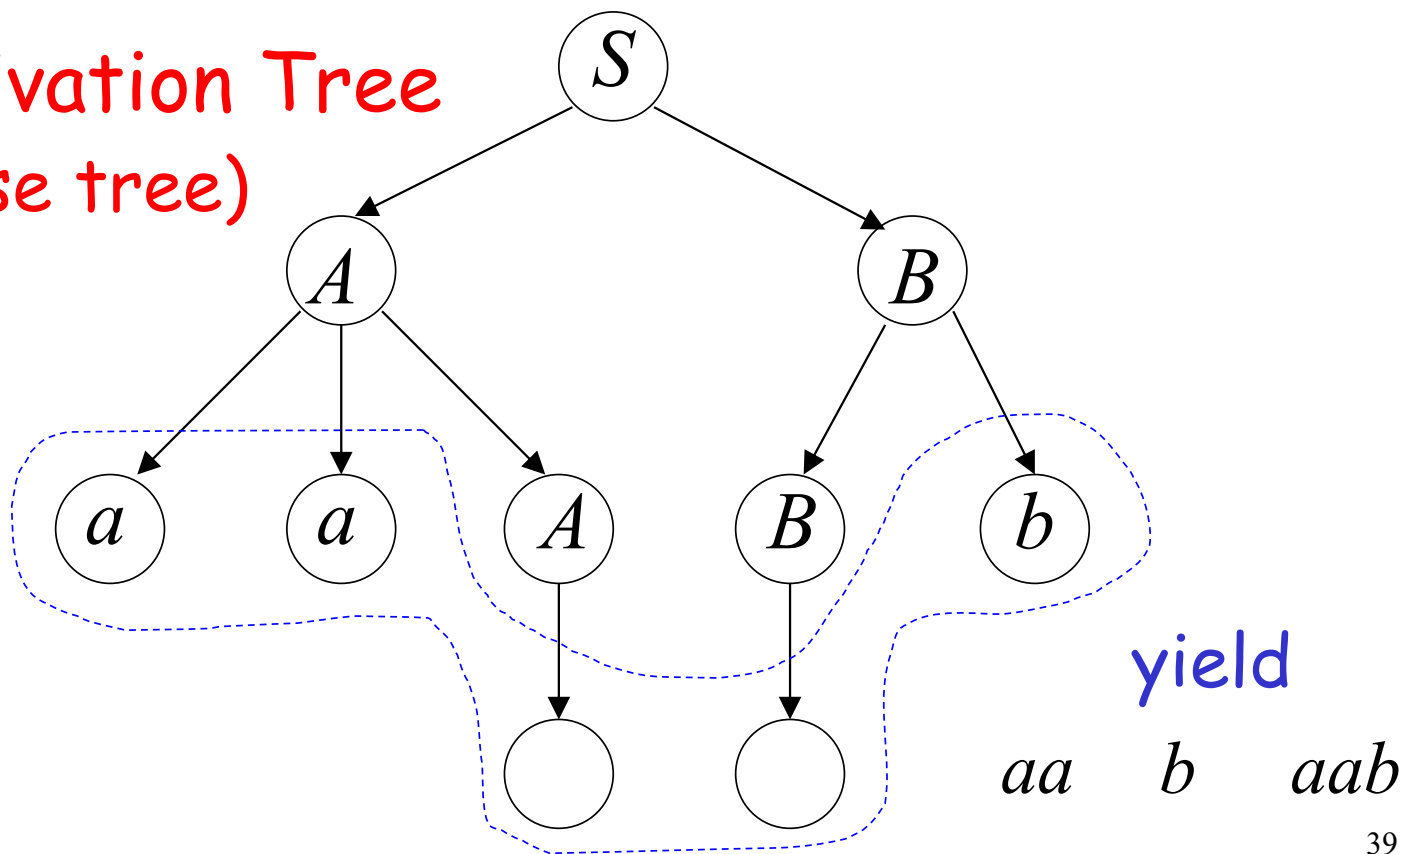 S
vation Tree
se tree)
A B
a a A B b
yield
aa b aab
39